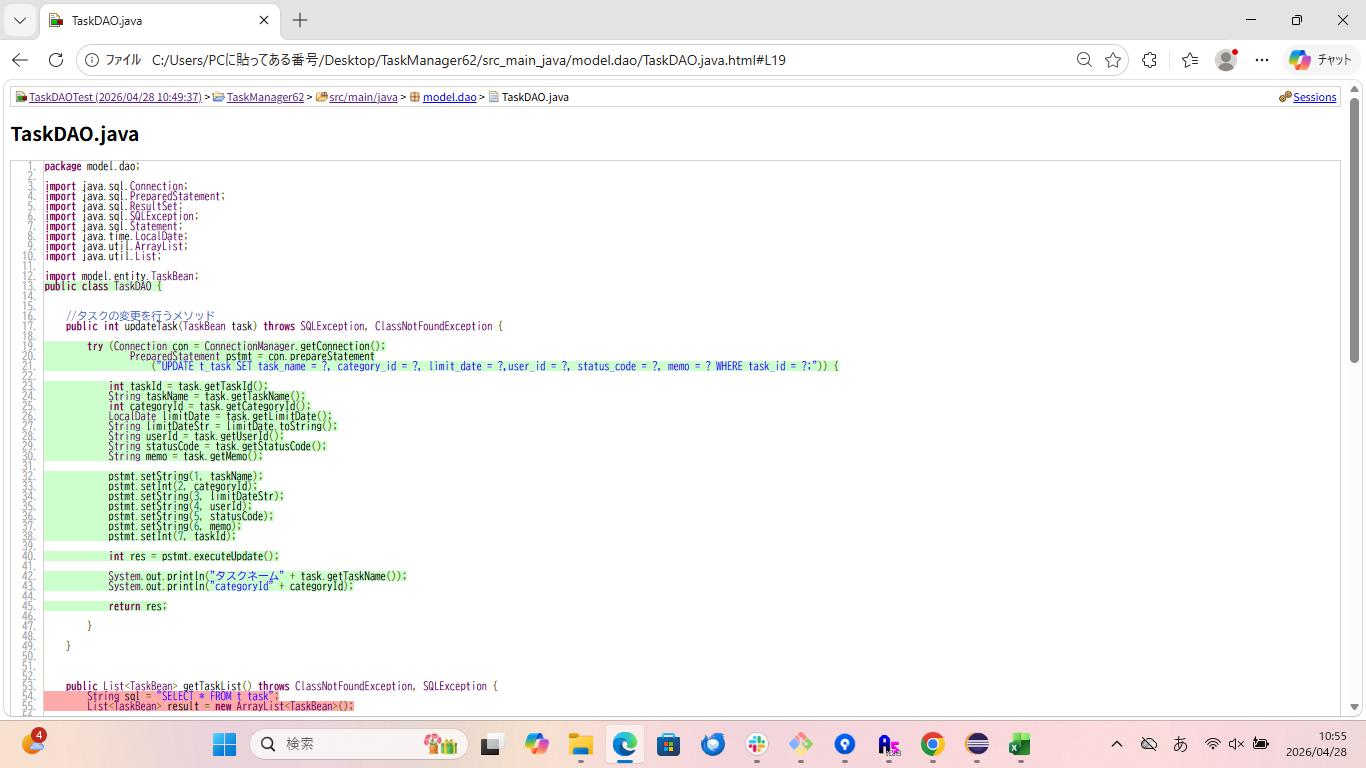 TaskDAO.java
ファイル C:/Users/PCに貼ってある番号/Desktop/TaskManager62/src_main_java/model.dao/TaskDAO.java.html#L19
チャット
TaskDAOTest (2026/04/28 10:49:37) > TaskManager62 > src/main/java > model.dao > TaskDAO.java
Sessions
TaskDAO.java
1. package model.dao;
2.
3. import java.sql.Connection;
4. import java.sql.PreparedStatement;
5. import java.sql.ResultSet;
6. import java.sql.SQLException;
7. import java.sql.Statement;
8. import java.time.LocalDate;
9. import java.util.ArrayList;
10. import java.util.List;
11.
12. import model.entity.TaskBean;
13. public class TaskDAO {
14.
15.
16. //タスクの変更を行うメソッド
17. public int updateTask(TaskBean task) throws SQLException, ClassNotFoundException {
18.
19. try (Connection con = ConnectionManager.getConnection();
20. PreparedStatement pstmt = con.prepareStatement
21. ("UPDATE t_task SET task_name = ?, category_id = ?, limit_date = ?,user_id = ?, status_code = ?, memo = ? WHERE task_id = ?;")) {
22.
23. int taskId = task.getTaskId();
24. String taskName = task.getTaskName();
25. int categoryId = task.getCategoryId();
26. LocalDate limitDate = task.getLimitDate();
27. String limitDateStr = limitDate.toString();
28. String userId = task.getUserId();
29. String statusCode = task.getStatusCode();
30. String memo = task.getMemo();
31.
32. pstmt.setString(1, taskName);
33. pstmt.setInt(2, categoryId);
34. pstmt.setString(3, limitDateStr);
35. pstmt.setString(4, userId);
36. pstmt.setString(5, statusCode);
37. pstmt.setString(6, memo);
38. pstmt.setInt(7, taskId);
39.
40. int res = pstmt.executeUpdate();
41.
42. System.out.println("タスクネーム" + task.getTaskName());
43. System.out.println("categoryId" + categoryId);
44.
45. return res;
46.
47. }
48.
49. }
50.
51.
52.
53. public List<TaskBean> getTaskList() throws ClassNotFoundException, SQLException {
54. String sql = "SELECT * FROM t_task";
55. List<TaskBean> result = new ArrayList<TaskBean>();
4
検索
あ
10:55
2026/04/28